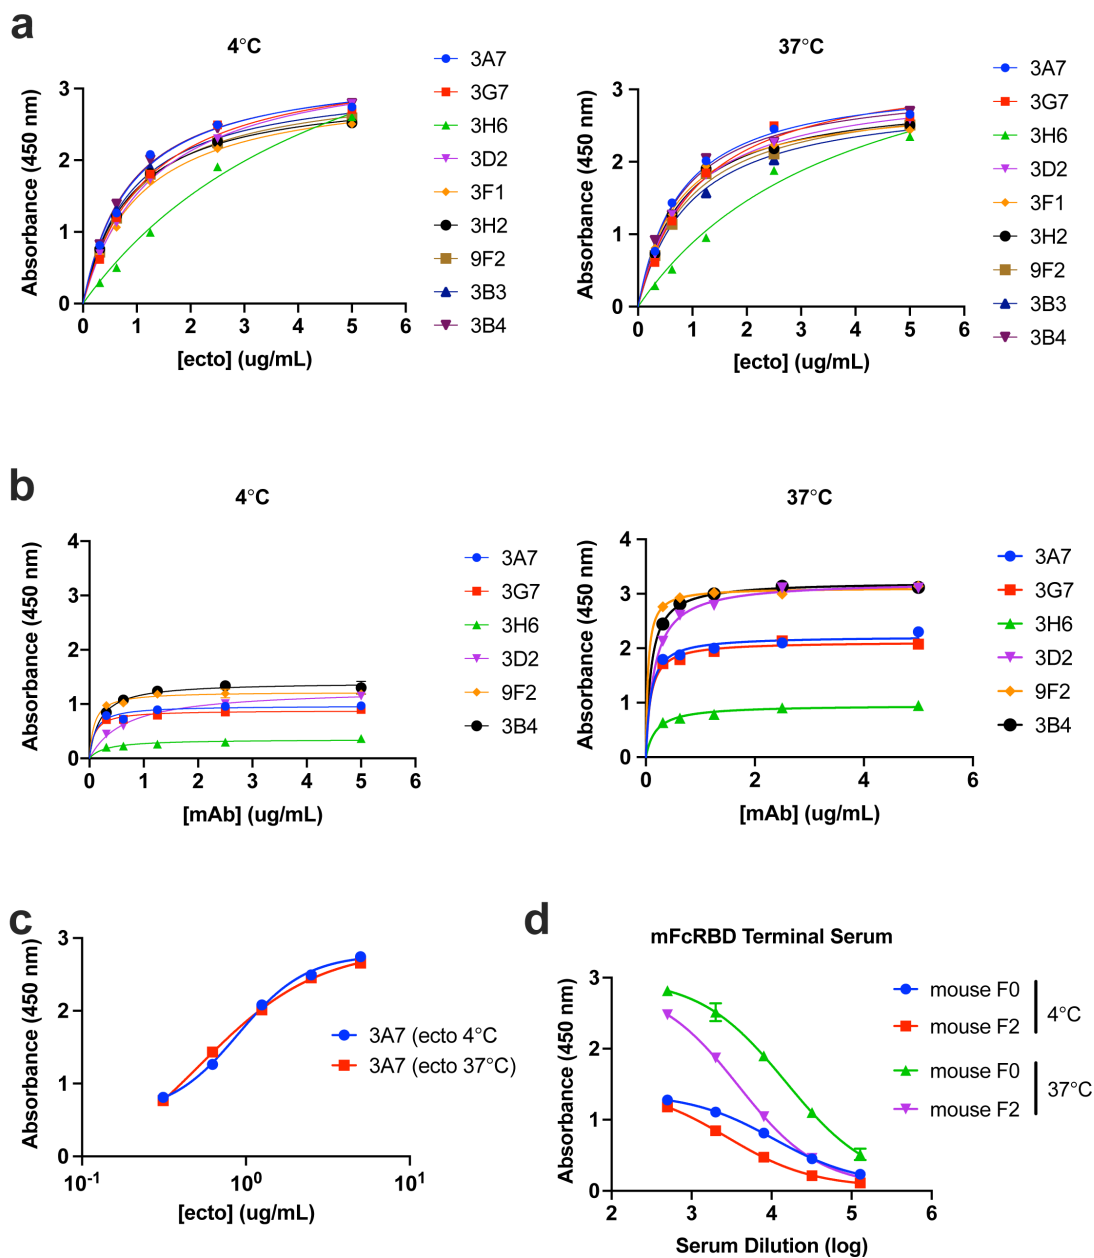 a
4°C
37°C
Absorbance (450 nm)
3
2
1
0
0 1 2 3 4 5 6
[ecto] (ug/mL)
3A7
3G7
3H6
3D2
3F1
3H2
9F2
3B3
3B4
Absorbance (450 nm)
3
2
1
0
0 1 2 3 4 5 6
[ecto] (ug/mL)
3A7
3G7
3H6
3D2
3F1
3H2
9F2
3B3
3B4
b
4°C
37°C
Absorbance (450 nm)
4
3
2
1
0
0 1 2 3 4 5 6
[mAb] (ug/mL)
3A7
3G7
3H6
3D2
9F2
3B4
Absorbance (450 nm)
4
3
2
1
0
0 2 4 6
[mAb] (ug/mL)
3A7
3G7
3H6
3D2
9F2
3B4
c
Absorbance (450 nm)
3
2
1
0
10-1 100 101
[ecto] (ug/mL)
3A7 (ecto 4°C
3A7 (ecto 37°C)
d
mFcRBD Terminal Serum
Absorbance (450 nm)
3
2
1
0
2 3 4 5 6
Serum Dilution (log)
mouse F0
mouse F2
4°C
mouse F0
mouse F2
37°C